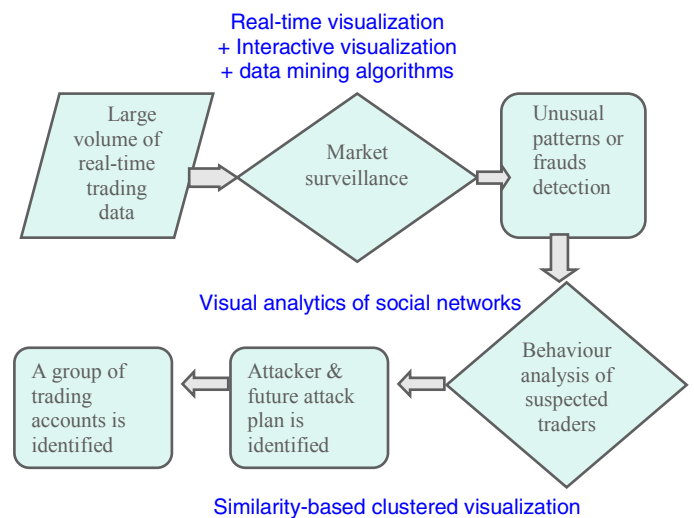 Real-time visualization
+ Interactive visualization
+ data mining algorithms
Large
volume of
real-time
trading
data
Market
surveillance
Unusual
patterns or
frauds
detection
Visual analytics of social networks
Behaviour
analysis of
suspected
traders
Attacker &
future attack
plan is
identified
A group of
trading
accounts is
identified
Similarity-based clustered visualization